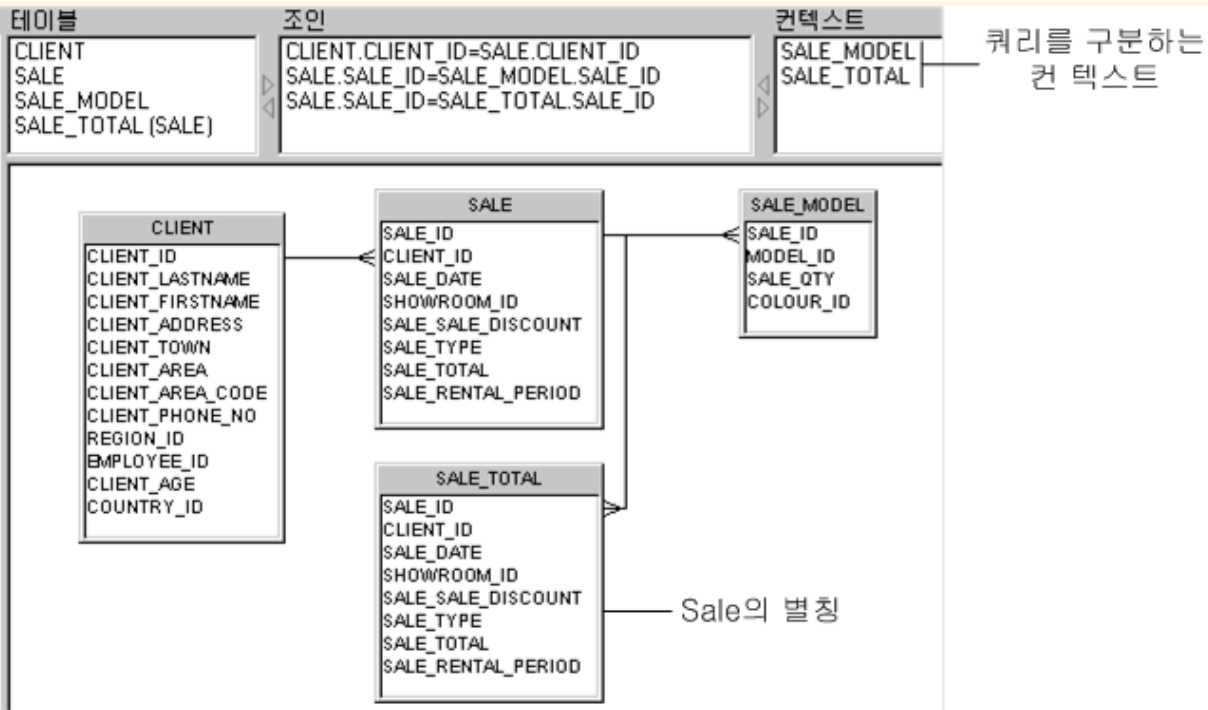 테이블
CLIENT
SALE
SALE_MODEL
SALE_TOTAL (SALE)
조인
CLIENT.CLIENT_ID=SALE.CLIENT_ID
SALE.SALE_ID=SALE_MODEL.SALE_ID
SALE.SALE_ID=SALE_TOTAL.SALE_ID
컨텍스트
SALE_MODEL
SALE_TOTAL
쿼리를 구분하는
컨 텍스트
CLIENT
CLIENT_ID
CLIENT_LASTNAME
CLIENT_FIRSTNAME
CLIENT_ADDRESS
CLIENT_TOWN
CLIENT_AREA
CLIENT_AREA_CODE
CLIENT_PHONE_NO
REGION_ID
EMPLOYEE_ID
CLIENT_AGE
COUNTRY_ID
SALE
SALE_ID
CLIENT_ID
SALE_DATE
SHOWROOM_ID
SALE_SALE_DISCOUNT
SALE_TYPE
SALE_TOTAL
SALE_RENTAL_PERIOD
SALE_MODEL
SALE_ID
MODEL_ID
SALE_QTY
COLOUR_ID
SALE_TOTAL
SALE_ID
CLIENT_ID
SALE_DATE
SHOWROOM_ID
SALE_SALE_DISCOUNT
SALE_TYPE
SALE_TOTAL
SALE_RENTAL_PERIOD
Sale의 별칭